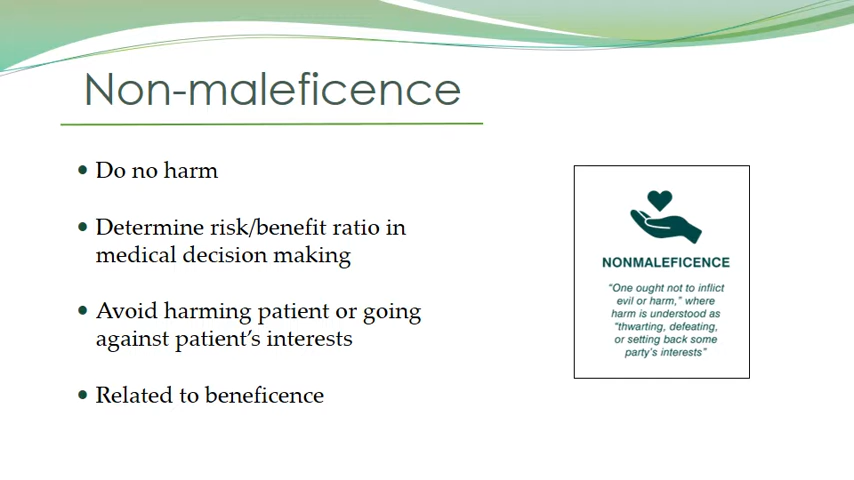 Non-maleficence
• Do no harm
• Determine risk/benefit ratio in
medical decision making
• Avoid harming patient or going
against patient's interests
• Related to beneficence
NONMALEFICENCE
"One ought not to inflict
evil or harm," where
harm is understood as
"thwarting, defeating,
or setting back some
party's interests"